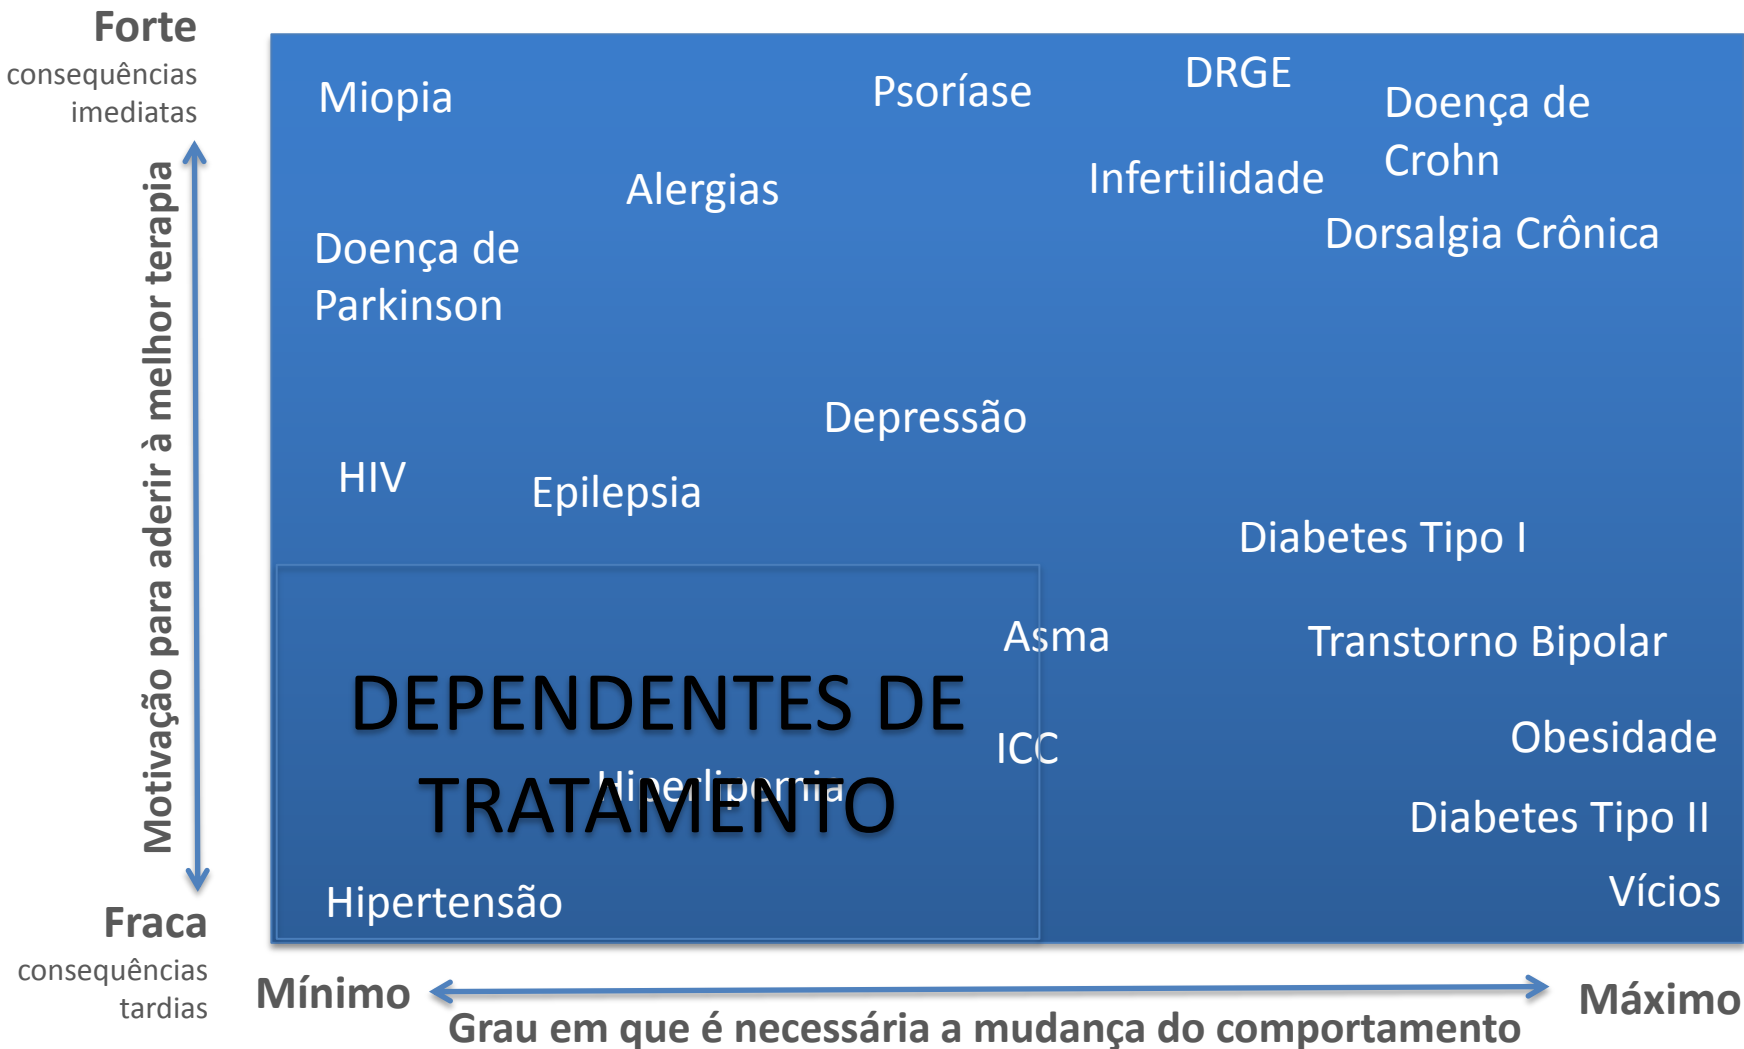 Forte
consequências
imediatas
Motivação para aderir à melhor terapia
Fraca
consequências
tardias
Miopia
Psoríase
DRGE
Doença de
Crohn
Alergias
Infertilidade
Dorsalgia Crônica
Doença de
Parkinson
Depressão
HIV
Epilepsia
Diabetes Tipo I
Asma
Transtorno Bipolar
DEPENDENTES DE
TRATAMENTO
ICC
Obesidade
Hiperlipemia
Diabetes Tipo II
Hipertensão
Vícios
Mínimo
Máximo
Grau em que é necessária a mudança do comportamento